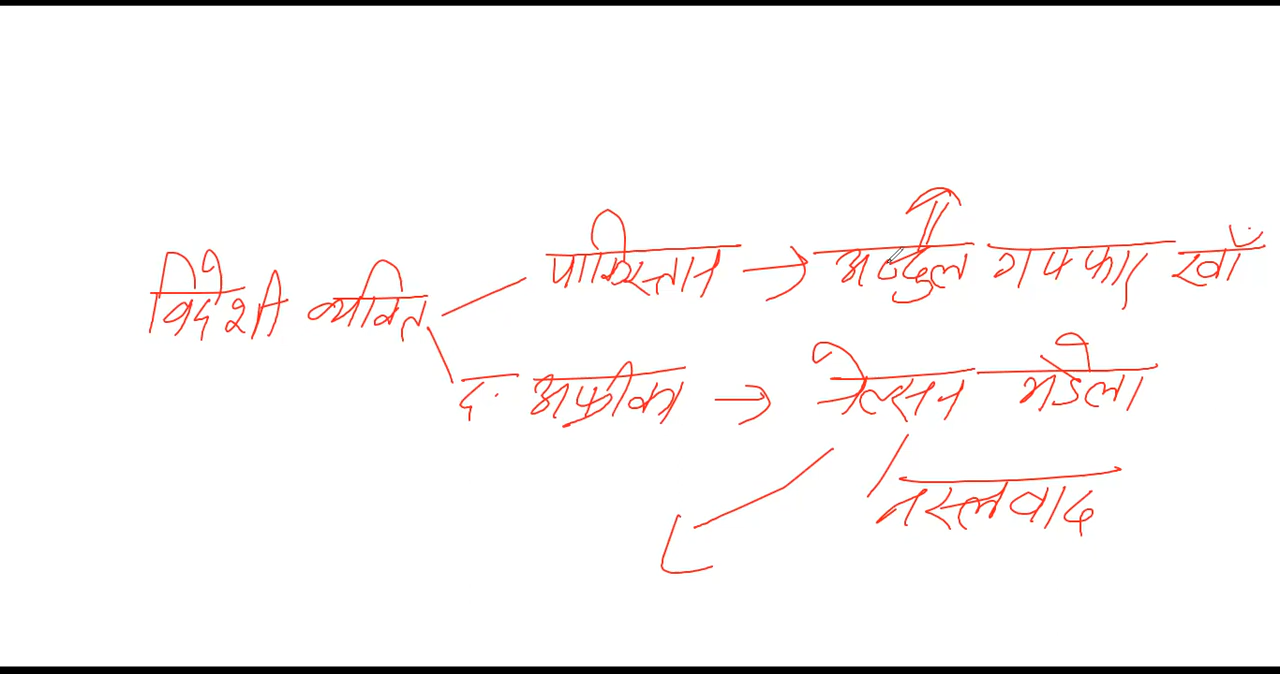 विदेशी व्यक्ति
पाकिस्तान → अब्दुल गफ्फार खाँ
द. अफ्रीका → नेल्सन मंडेला
नस्लवाद